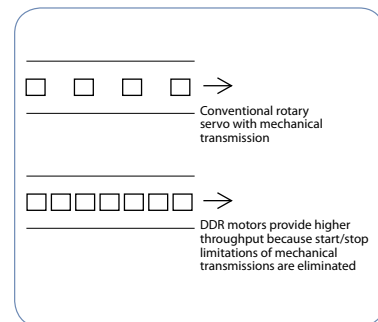 Conventional rotary
servo with mechanical
transmission
DDR motors provide higher
throughput because start/stop
limitations of mechanical
transmissions are eliminated